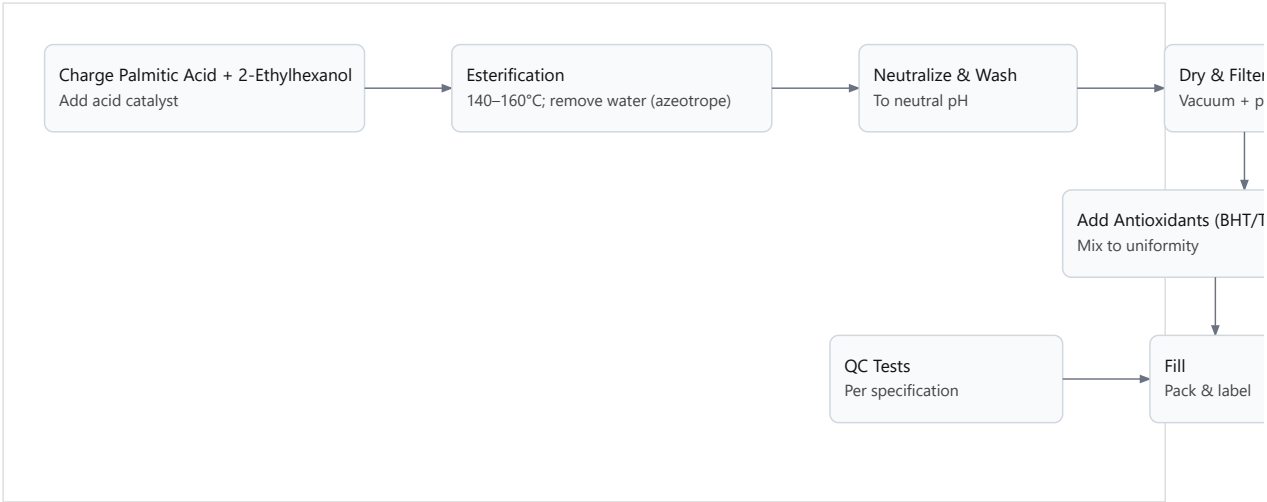 Charge Palmitic Acid + 2-Ethylhexanol
Add acid catalyst
Esterification
140–160°C; remove water (azeotrope)
Neutralize & Wash
To neutral pH
Dry & Filter
Vacuum + p
Add Antioxidants (BHT/T
Mix to uniformity
QC Tests
Per specification
Fill
Pack & label